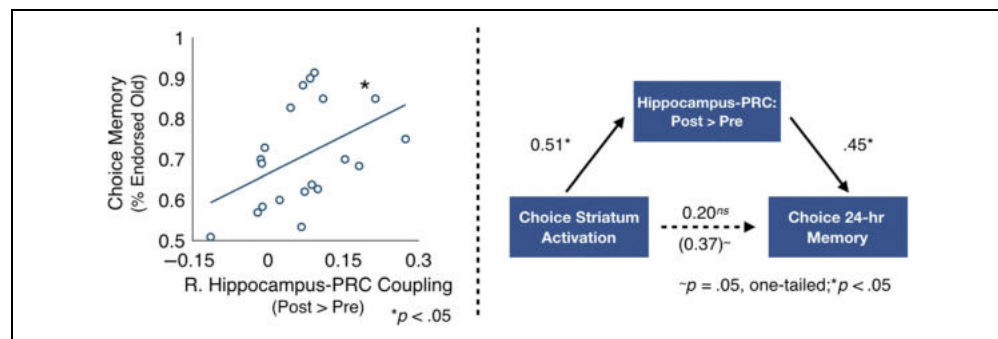 Choice Memory
(% Endorsed Old)
1
0.9
0.8
0.7
0.6
0.5
*
−0.15
0
0.15
0.3
R. Hippocampus-PRC Coupling
(Post > Pre)
*p < .05
Hippocampus-PRC:
Post > Pre
0.51*
.45*
Choice Striatum
Activation
0.20ns
(0.37)~
Choice 24-hr
Memory
~p = .05, one-tailed;*p < .05